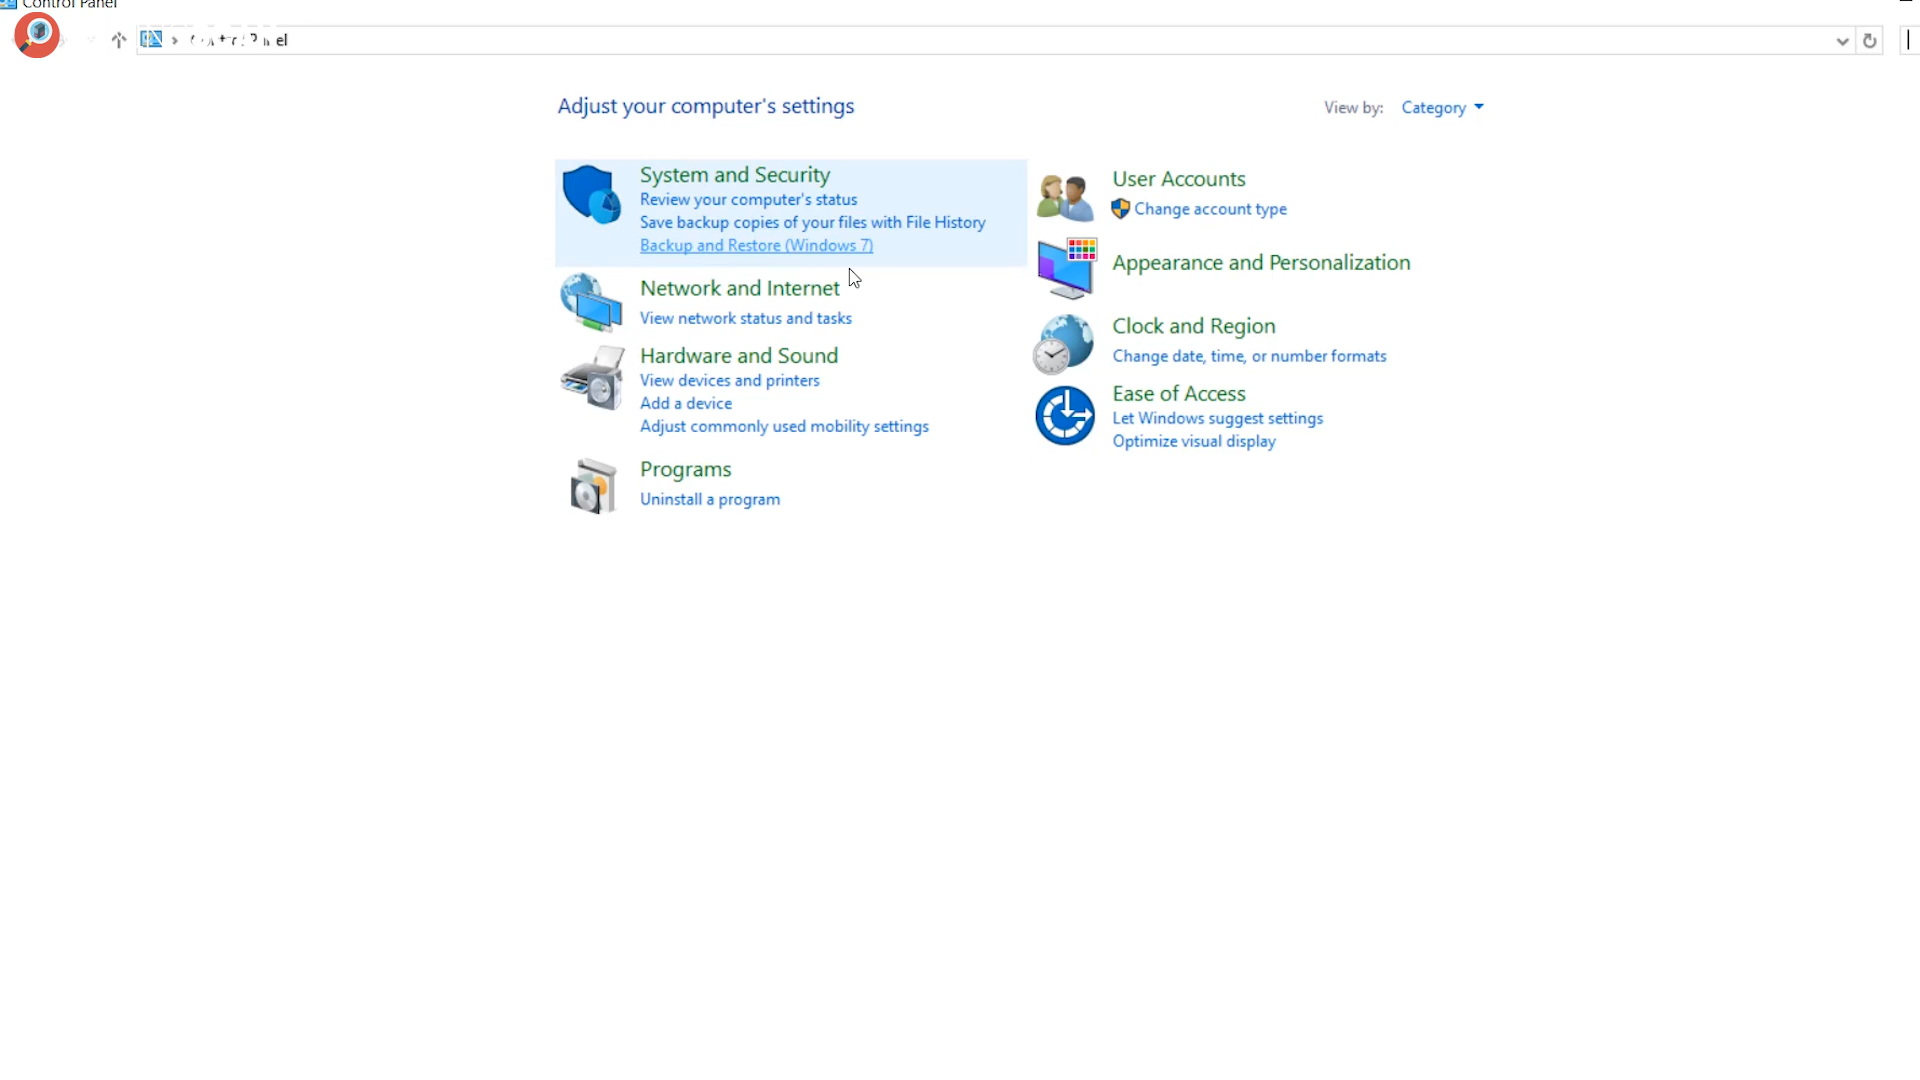 Control Panel
Adjust your computer's settings
View by: Category
System and Security
Review your computer's status
Save backup copies of your files with File History
Backup and Restore (Windows 7)
Network and Internet
View network status and tasks
Hardware and Sound
View devices and printers
Add a device
Adjust commonly used mobility settings
Programs
Uninstall a program
User Accounts
Change account type
Appearance and Personalization
Clock and Region
Change date, time, or number formats
Ease of Access
Let Windows suggest settings
Optimize visual display